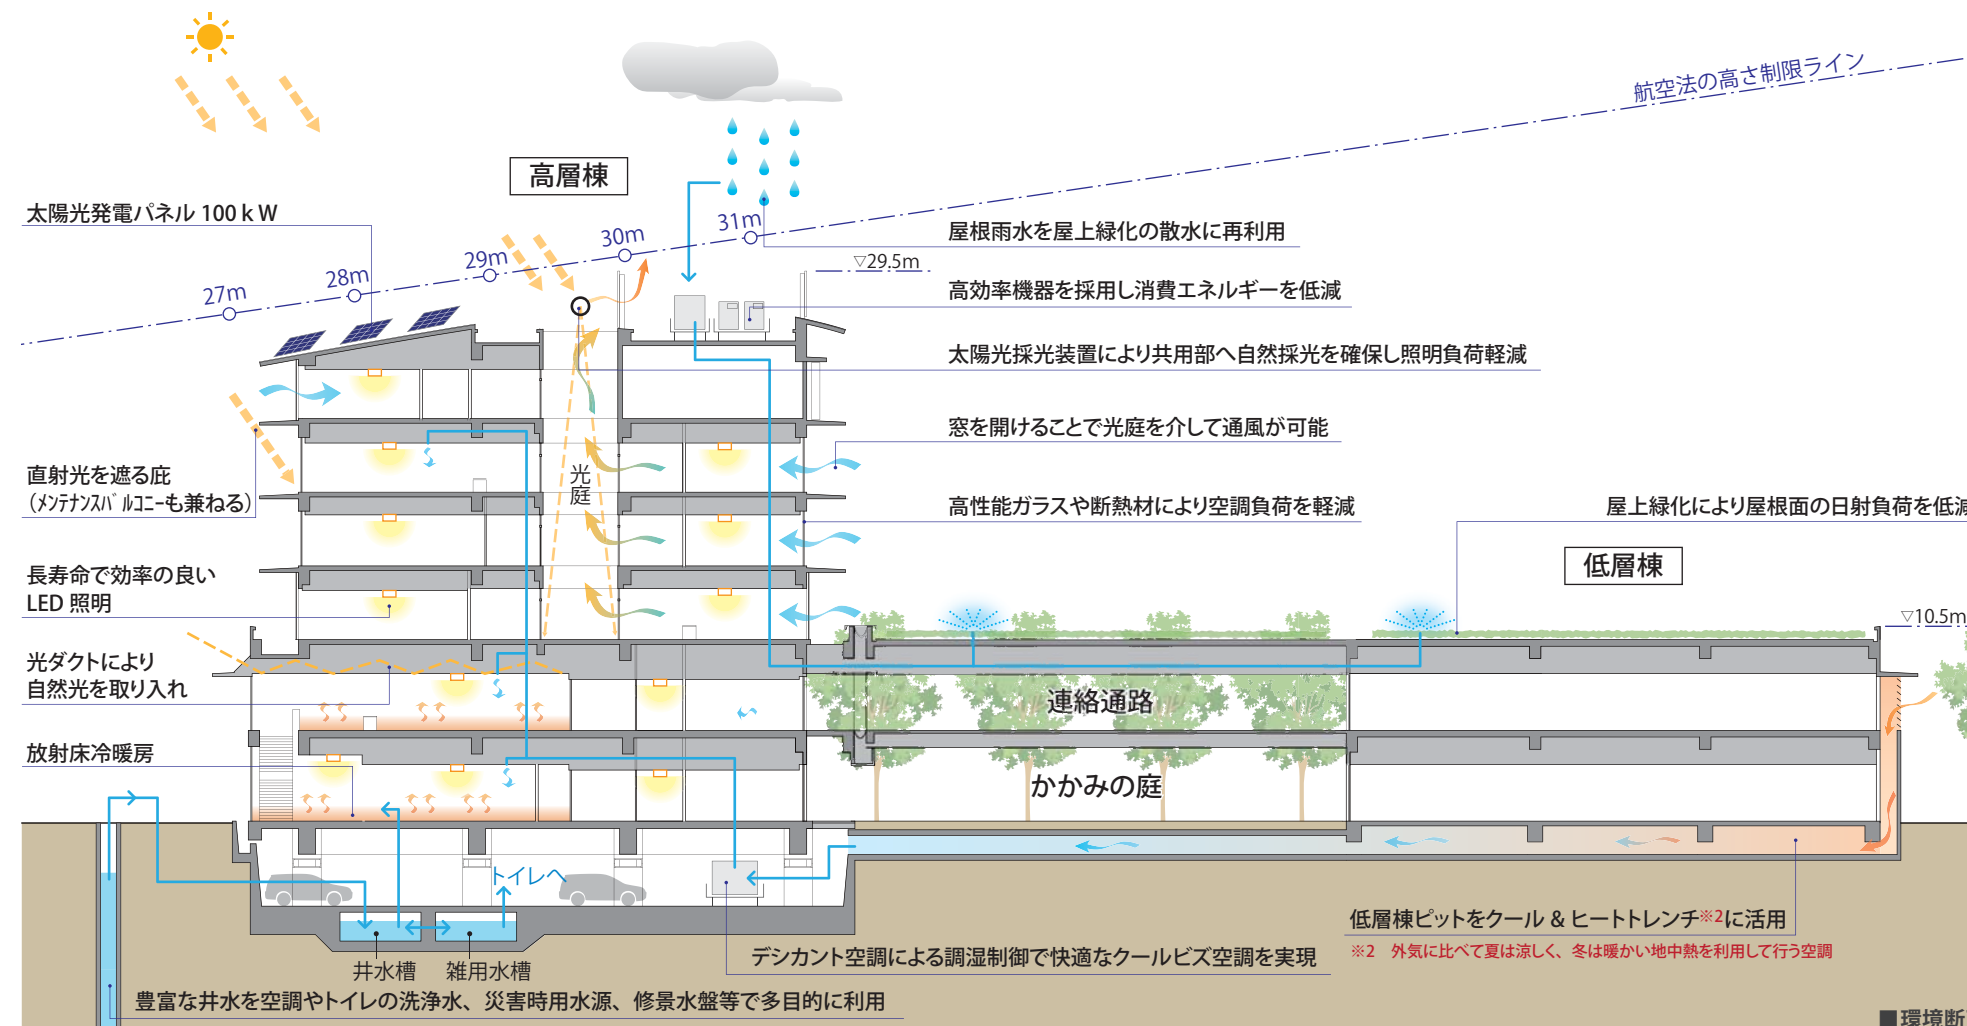 航空法の高さ制限ライン
高層棟
太陽光発電パネル 100ｋW
31m
30m
29m
28m
27m
屋根雨水を屋上緑化の散水に再利用
▽29.5m
高効率機器を採用し消費エネルギーを低減
太陽光採光装置により共用部へ自然採光を確保し照明負荷軽減
窓を開けることで光庭を介して通風が可能
光庭
直射光を遮る庇
（ﾒﾝﾃﾅﾝｽﾊﾞﾙｺﾆｰも兼ねる）
高性能ガラスや断熱材により空調負荷を軽減
屋上緑化により屋根面の日射負荷を低減
低層棟
長寿命で効率の良い
LED 照明
▽10.5m
光ダクトにより
自然光を取り入れ
連絡通路
放射床冷暖房
かかみの庭
トイレへ
低層棟ピットをクール & ヒートトレンチ※2に活用
※2　外気に比べて夏は涼しく、冬は暖かい地中熱を利用して行う空調
デシカント空調による調湿制御で快適なクールビズ空調を実現
井水槽
雑用水槽
豊富な井水を空調やトイレの洗浄水、災害時用水源、修景水盤等で多目的に利用
■環境断